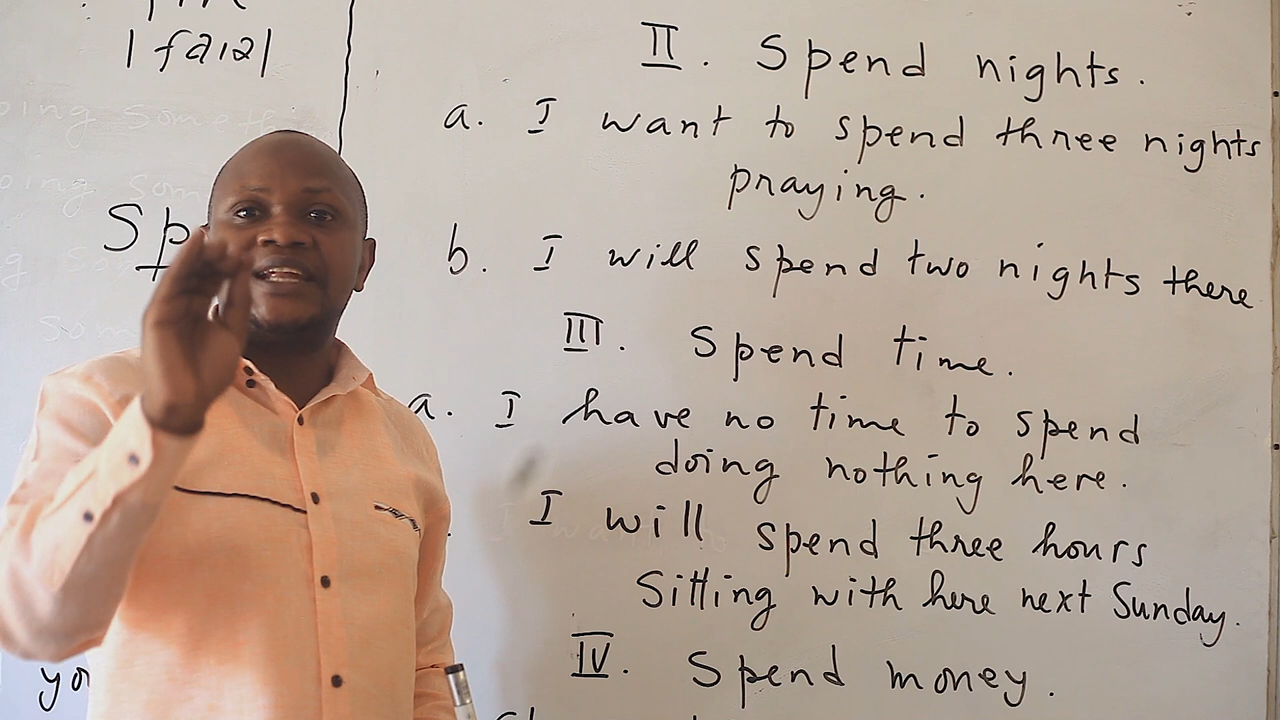 |faɪə|
Sp
yo
II. Spend nights.
a. I want to spend three nights
praying.
b. I will spend two nights there
III. Spend time.
a. I have no time to spend
doing nothing here.
I will spend three hours
Sitting with here next Sunday.
IV. Spend money.